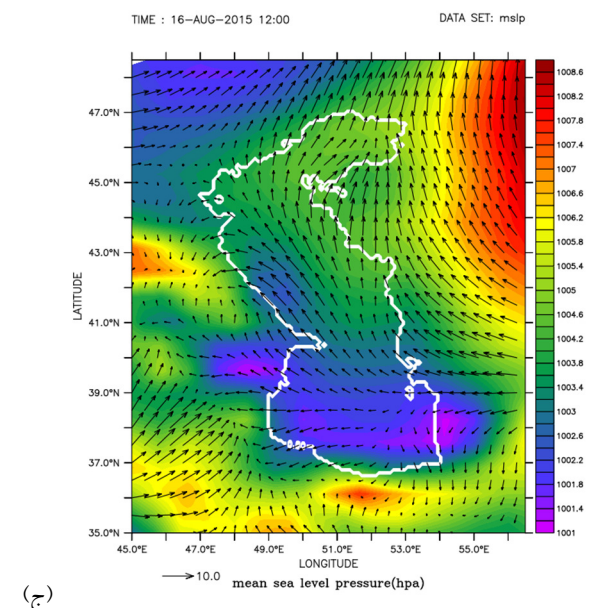 TIME : 16-AUG-2015 12:00
DATA SET: mslp
47.0°N
45.0°N
43.0°N
41.0°N
39.0°N
37.0°N
35.0°N
LATITUDE
0.00
45.0°E 47.0°E 49.0°E 51.0°E 53.0°E 55.0°E
LONGITUDE
10.0
mean sea level pressure(hpa)
1008.6
1008.2
1007.8
1007.4
1007
1006.6
1006.2
1005.8
1005.4
1005
1004.6
1004.2
1003.8
1003.4
1003
1002.6
1002.2
1001.8
1001.4
1001
(ج)